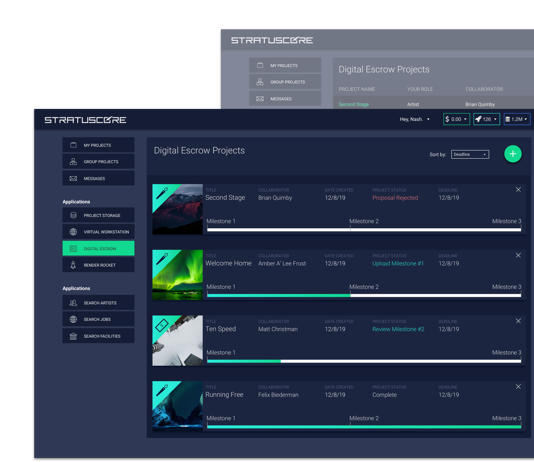 STRATUSCORE
MY PROJECTS
GROUP PROJECTS
MESSAGES
Digital Escrow Projects
PROJECT NAME YOUR ROLE COLLABORATOR
Second Stage Artist Brian Quimby
STRATUSCORE
Hey, Nash.
$ 0.00 126 1.2M
MY PROJECTS
GROUP PROJECTS
MESSAGES
Applications
PROJECT STORAGE
VIRTUAL WORKSTATION
DIGITAL ESCROW
RENDER ROCKET
Applications
SEARCH ARTISTS
SEARCH JOBS
SEARCH FACILITIES
Digital Escrow Projects
Sort by: Deadline
TITLE COLLABORATOR DATE CREATED PROJECT STATUS DEADLINE
Second Stage Brian Quimby 12/8/19 Proposal Rejected 12/8/19
Milestone 1 Milestone 2 Milestone 3
TITLE COLLABORATOR DATE CREATED PROJECT STATUS DEADLINE
Welcome Home Amber A' Lee Frost 12/8/19 Upload Milestone #1 12/8/19
Milestone 1 Milestone 2 Milestone 3
TITLE COLLABORATOR DATE CREATED PROJECT STATUS DEADLINE
Ten Speed Matt Christman 12/8/19 Review Milestone #2 12/8/19
Milestone 1 Milestone 3
TITLE COLLABORATOR DATE CREATED PROJECT STATUS DEADLINE
Running Free Felix Biederman 12/8/19 Complete 12/8/19
Milestone 1 Milestone 2 Milestone 3